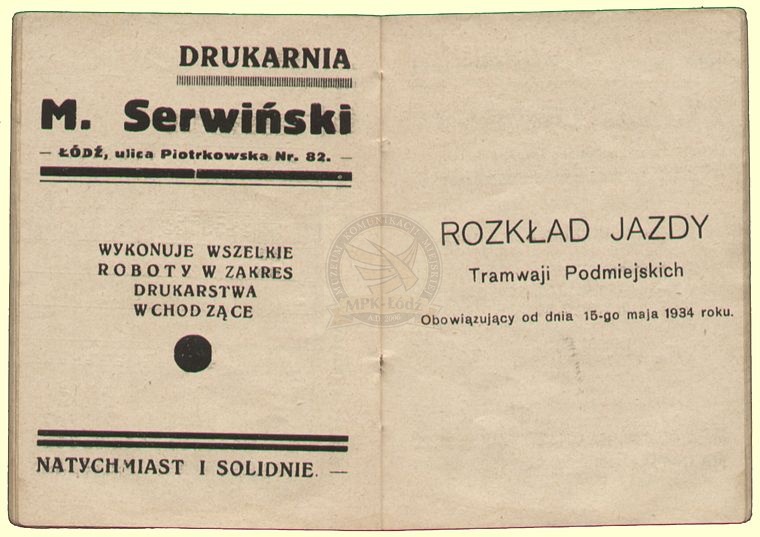 DRUKARNIA
M. Serwiński
— ŁÓDŹ, ulica Piotrkowska Nr. 82. —
WYKONUJE WSZELKIE
ROBOTY W ZAKRES
DRUKARSTWA
WCHODZĄCE
NATYCHMIAST I SOLIDNIE. —
ROZKŁAD JAZDY
Tramwaji Podmiejskich
Obowiązujący od dnia 15-go maja 1934 roku.
MPK-Łódź